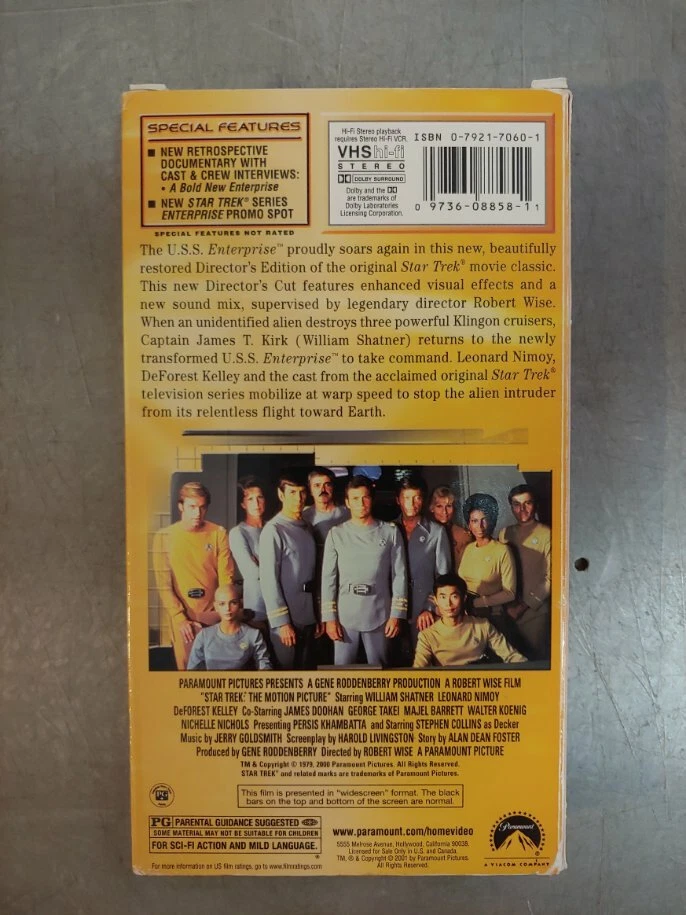 SPECIAL FEATURES
■ NEW RETROSPECTIVE
DOCUMENTARY WITH
CAST & CREW INTERVIEWS:
• A Bold New Enterprise
■ NEW STAR TREK® SERIES
ENTERPRISE PROMO SPOT
SPECIAL FEATURES NOT RATED
Hi-Fi Stereo playback
requires Stereo Hi-Fi VCR.
VHS hi-fi
STEREO
DOLBY SURROUND
Dolby and the DD
are trademarks of
Dolby Laboratories
Licensing Corporation.
ISBN 0-7921-7060-1
0 9736-08858-1 1
The U.S.S. Enterprise™ proudly soars again in this new, beautifully
restored Director's Edition of the original Star Trek® movie classic.
This new Director's Cut features enhanced visual effects and a
new sound mix, supervised by legendary director Robert Wise.
When an unidentified alien destroys three powerful Klingon cruisers,
Captain James T. Kirk (William Shatner) returns to the newly
transformed U.S.S. Enterprise™ to take command. Leonard Nimoy,
DeForest Kelley and the cast from the acclaimed original Star Trek®
television series mobilize at warp speed to stop the alien intruder
from its relentless flight toward Earth.
PARAMOUNT PICTURES PRESENTS A GENE RODDENBERRY PRODUCTION A ROBERT WISE FILM
"STAR TREK: THE MOTION PICTURE" Starring WILLIAM SHATNER LEONARD NIMOY
DeFOREST KELLEY Co-Starring JAMES DOOHAN GEORGE TAKEI MAJEL BARRETT WALTER KOENIG
NICHELLE NICHOLS Presenting PERSIS KHAMBATTA and Starring STEPHEN COLLINS as Decker
Music by JERRY GOLDSMITH Screenplay by HAROLD LIVINGSTON Story by ALAN DEAN FOSTER
Produced by GENE RODDENBERRY Directed by ROBERT WISE A PARAMOUNT PICTURE
TM & Copyright © 1979, 2000 Paramount Pictures. All Rights Reserved.
STAR TREK® and related marks are trademarks of Paramount Pictures.
This film is presented in "widescreen" format. The black
bars on the top and bottom of the screen are normal.
PG PARENTAL GUIDANCE SUGGESTED
SOME MATERIAL MAY NOT BE SUITABLE FOR CHILDREN
FOR SCI-FI ACTION AND MILD LANGUAGE.
For more information on US film ratings, go to www.filmratings.com
www.paramount.com/homevideo
5555 Melrose Avenue, Hollywood, California 90038.
Licensed for Sale Only in U.S. and Canada.
TM, ® & Copyright © 2001 by Paramount Pictures.
All Rights Reserved.
Paramount
A VIACOM COMPANY